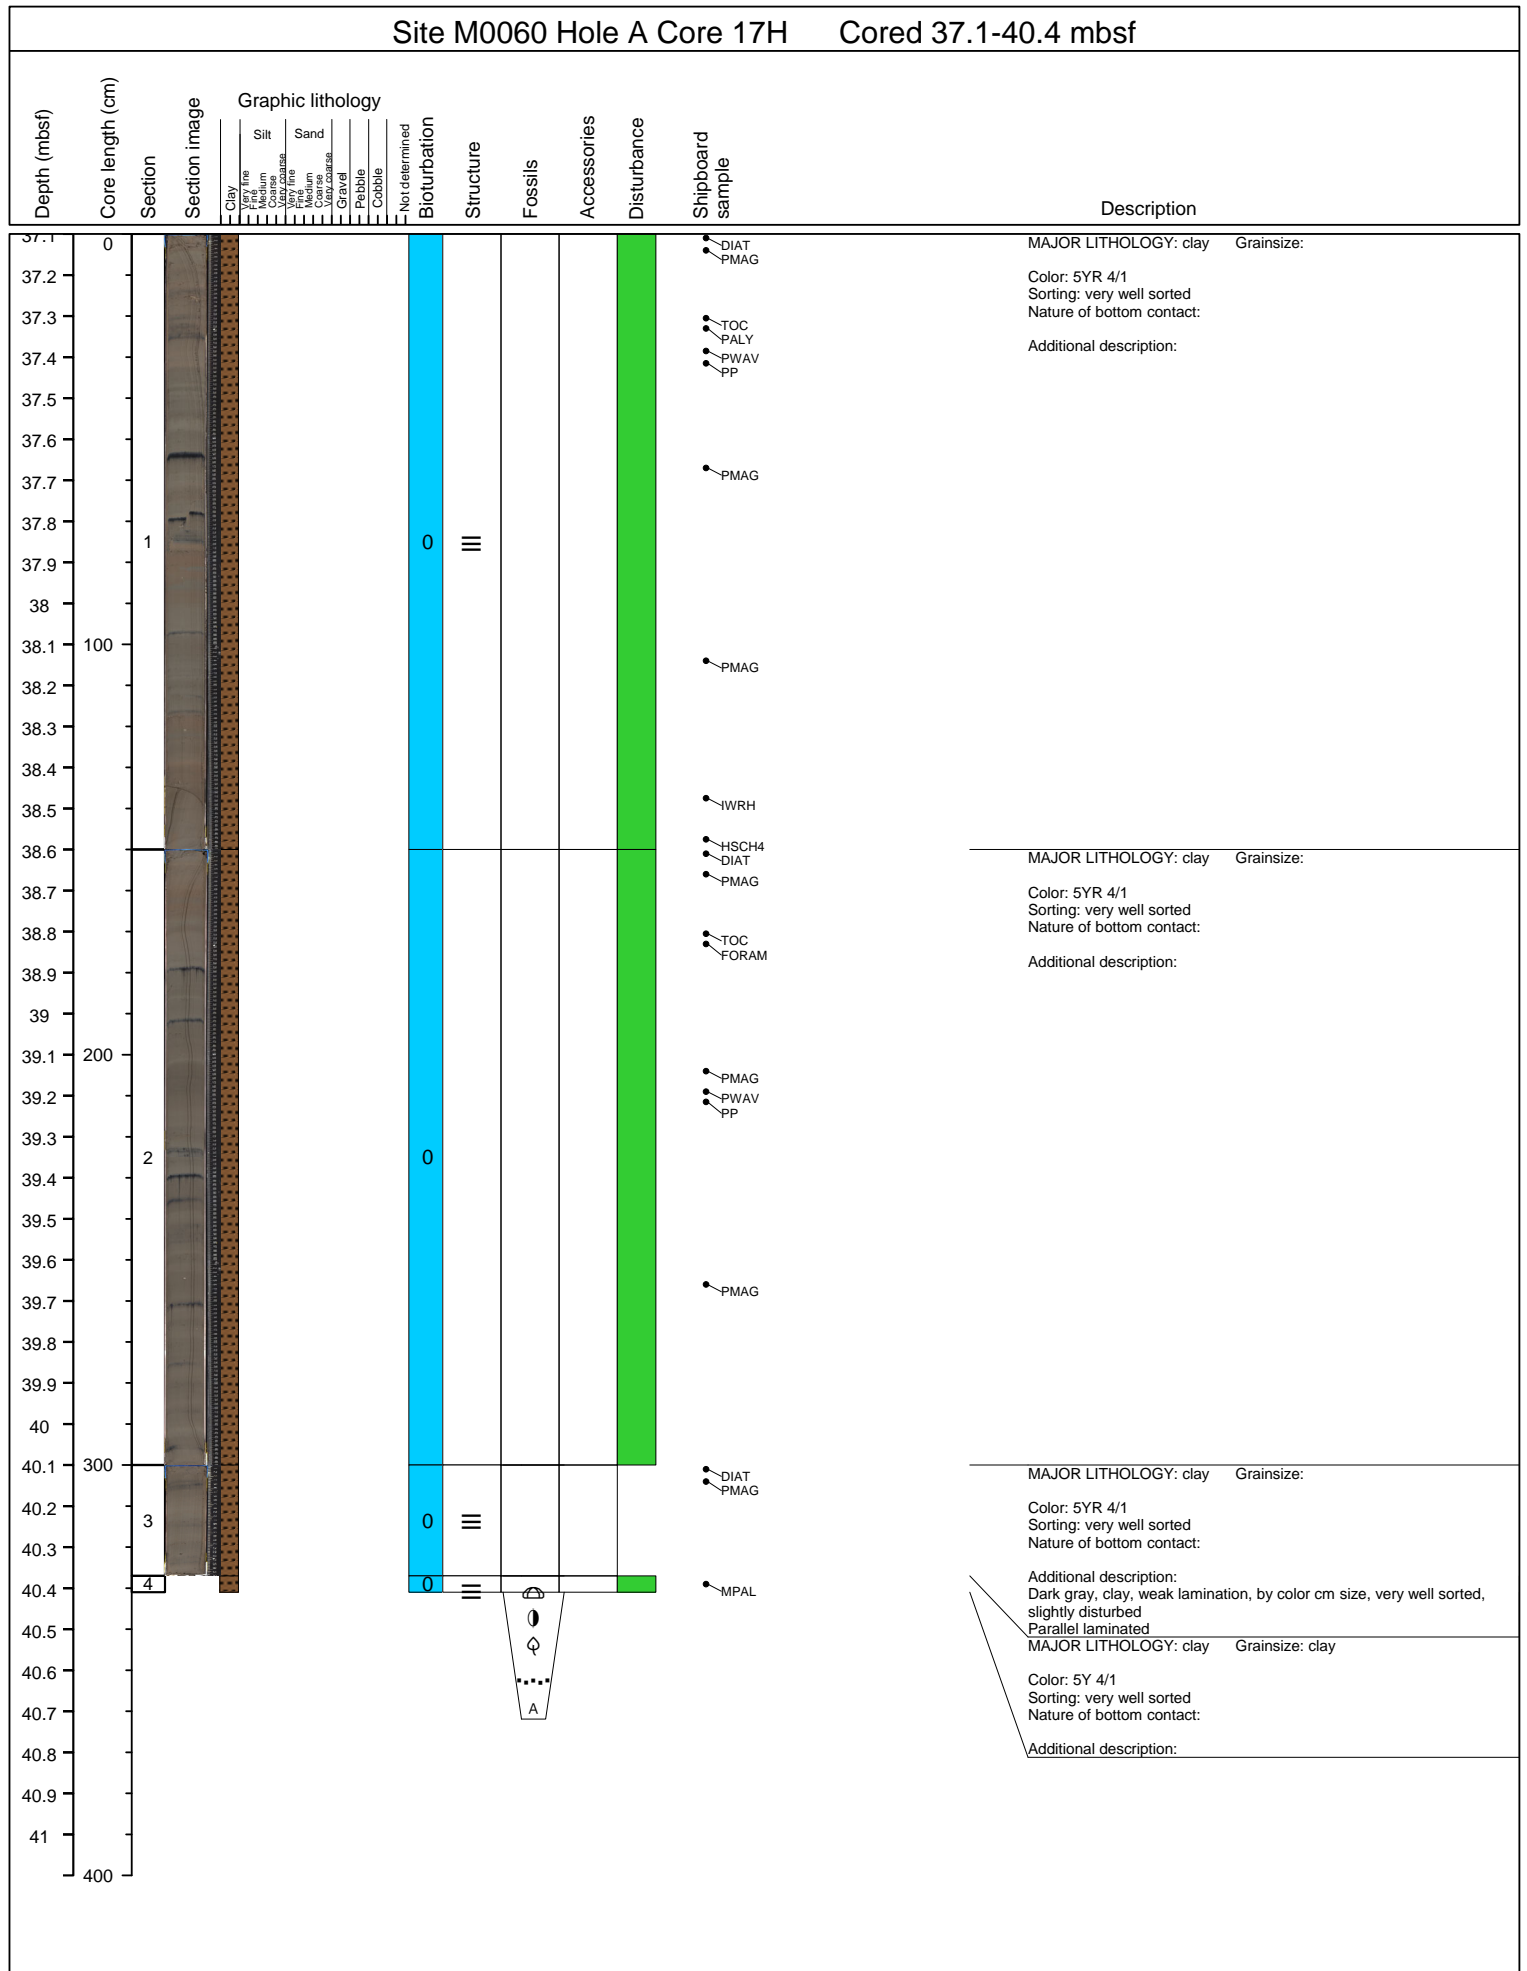 Site M0060 Hole A Core 17H Cored 37.1-40.4 mbsf
Depth (mbsf)
Core length (cm)
Section
Section image
Graphic lithology
Clay
Silt
Very fine
Fine
Medium
Coarse
Very coarse
Sand
Very fine
Fine
Medium
Coarse
Very coarse
Gravel
Pebble
Cobble
Not determined
Bioturbation
Structure
Fossils
Accessories
Disturbance
Shipboard
sample
Description
37.1
37.2
37.3
37.4
37.5
37.6
37.7
37.8
37.9
38
38.1
38.2
38.3
38.4
38.5
38.6
38.7
38.8
38.9
39
39.1
39.2
39.3
39.4
39.5
39.6
39.7
39.8
39.9
40
40.1
40.2
40.3
40.4
40.5
40.6
40.7
40.8
40.9
41
0
100
200
300
400
1
2
3
4
0
0
0
0
A
DIAT
PMAG
TOC
PALY
PWAV
PP
PMAG
PMAG
IWRH
HSCH4
DIAT
PMAG
TOC
FORAM
PMAG
PWAV
PP
PMAG
DIAT
PMAG
MPAL
MAJOR LITHOLOGY: clay Grainsize:
Color: 5YR 4/1
Sorting: very well sorted
Nature of bottom contact:
Additional description:
MAJOR LITHOLOGY: clay Grainsize:
Color: 5YR 4/1
Sorting: very well sorted
Nature of bottom contact:
Additional description:
MAJOR LITHOLOGY: clay Grainsize:
Color: 5YR 4/1
Sorting: very well sorted
Nature of bottom contact:
Additional description:
Dark gray, clay, weak lamination, by color cm size, very well sorted,
slightly disturbed
Parallel laminated
MAJOR LITHOLOGY: clay Grainsize: clay
Color: 5Y 4/1
Sorting: very well sorted
Nature of bottom contact:
Additional description: